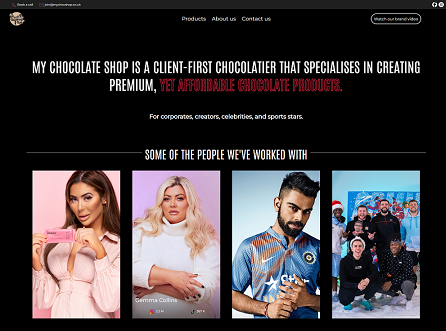 Book a call
join@mychocshop.co.uk
Products About us Contact us
Watch our brand video
MY CHOCOLATE SHOP IS A CLIENT-FIRST CHOCOLATIER THAT SPECIALISES IN CREATING
PREMIUM, YET AFFORDABLE CHOCOLATE PRODUCTS.
For corporates, creators, celebrities, and sports stars.
SOME OF THE PEOPLE WE'VE WORKED WITH
Gemma Collins